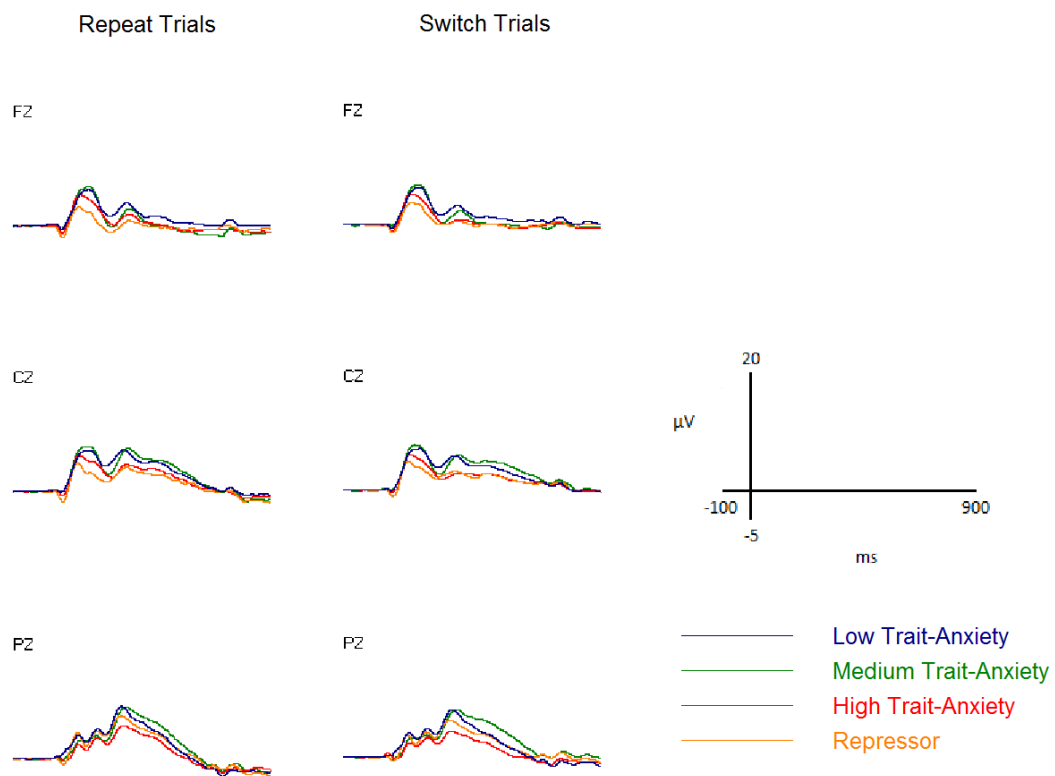 Repeat Trials
Switch Trials
FZ
FZ
CZ
CZ
20
µV
-100
900
-5
ms
PZ
PZ
Low Trait-Anxiety
Medium Trait-Anxiety
High Trait-Anxiety
Repressor